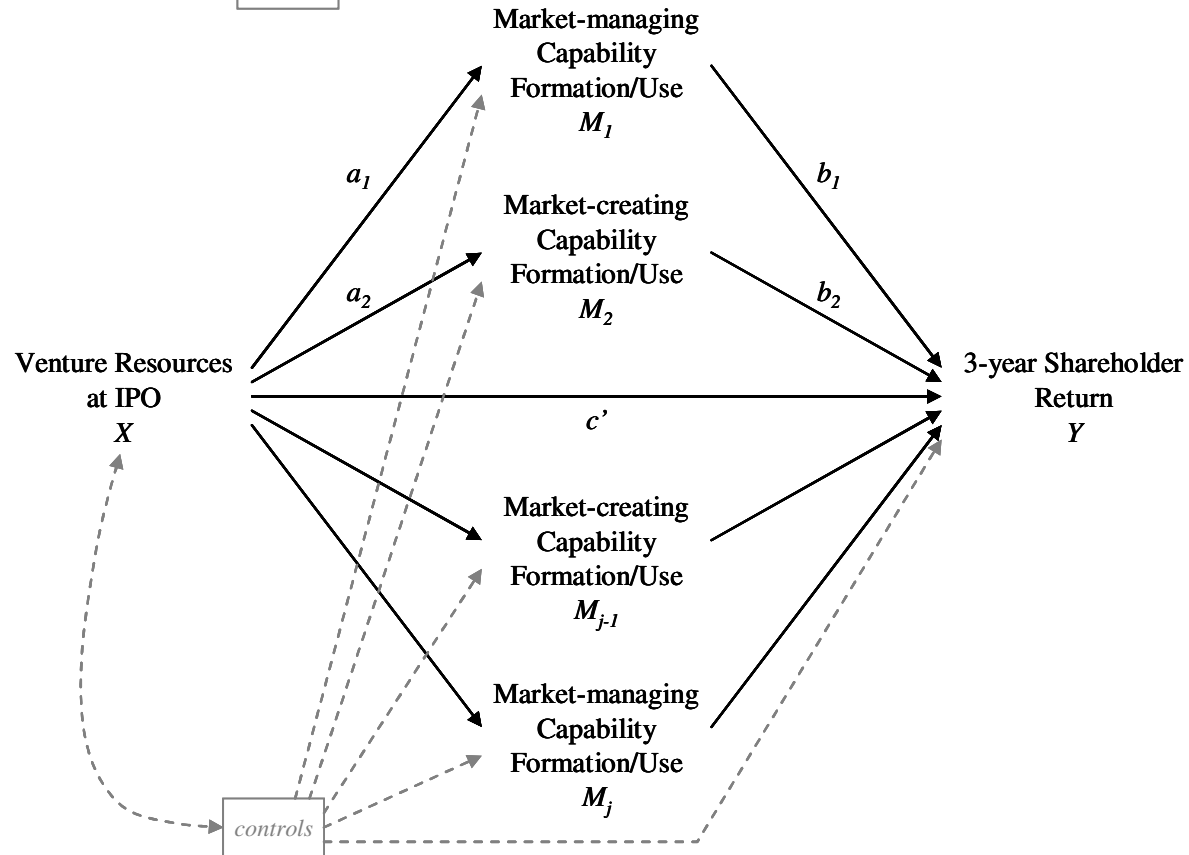 Market-managing
Capability
Formation/Use
M1
a1
b1
Market-creating
Capability
Formation/Use
M2
a2
b2
Venture Resources
at IPO
X
c’
3-year Shareholder
Return
Y
Market-creating
Capability
Formation/Use
Mj-1
Market-managing
Capability
Formation/Use
Mj
controls